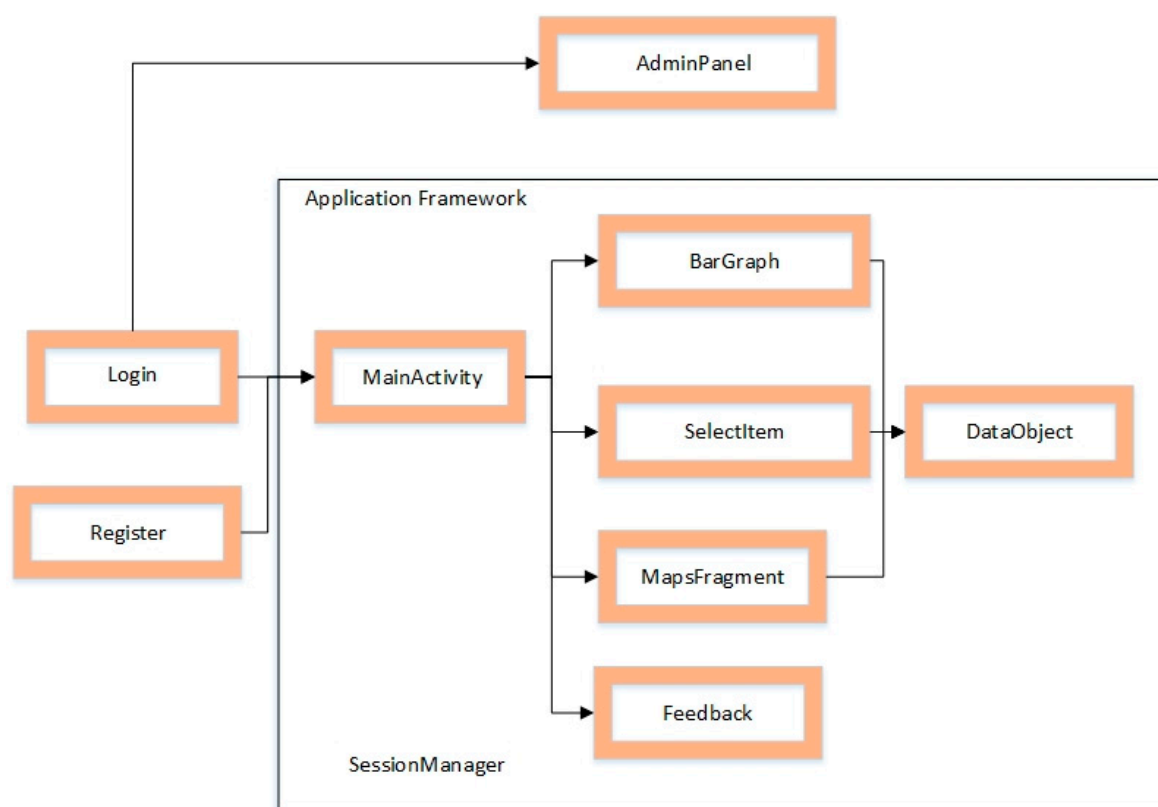 AdminPanel
Application Framework
BarGraph
Login
MainActivity
SelectItem
DataObject
Register
MapsFragment
Feedback
SessionManager